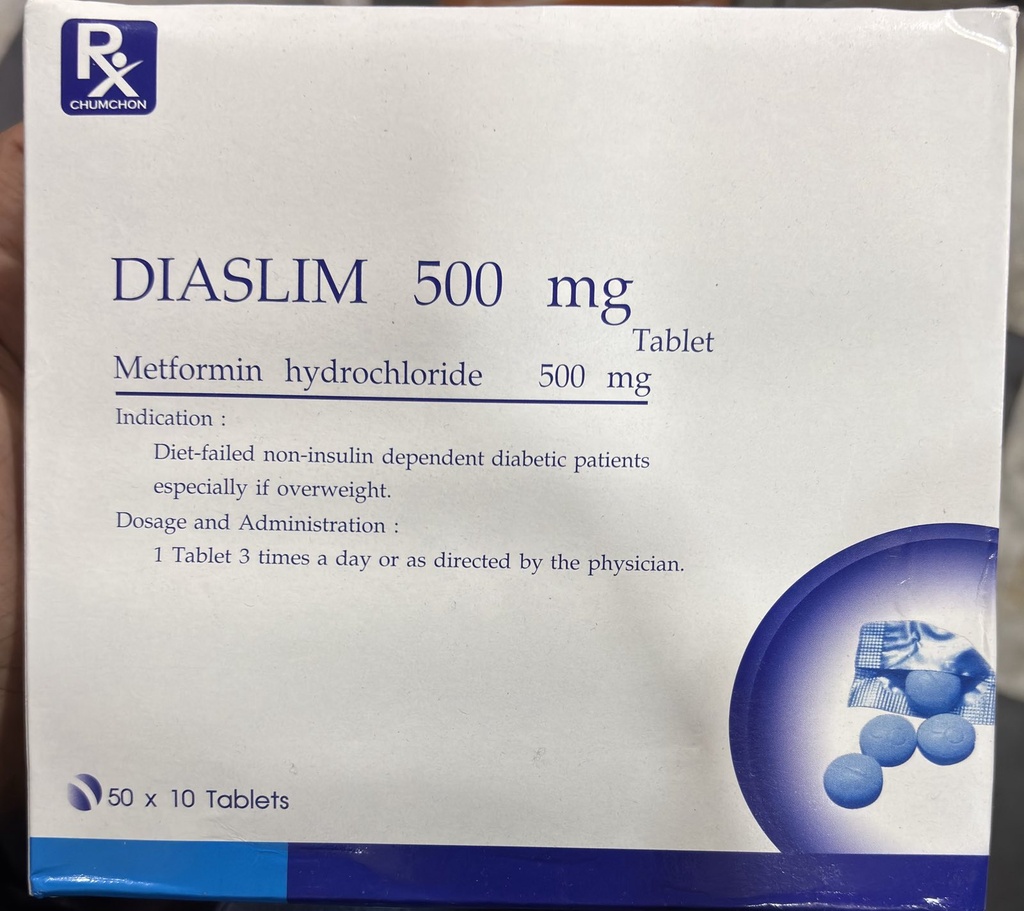 Rx
CHUMCHON
DIASLIM 500 mg
Tablet
Metformin hydrochloride 500 mg
Indication :
Diet-failed non-insulin dependent diabetic patients
especially if overweight.
Dosage and Administration :
1 Tablet 3 times a day or as directed by the physician.
50 x 10 Tablets